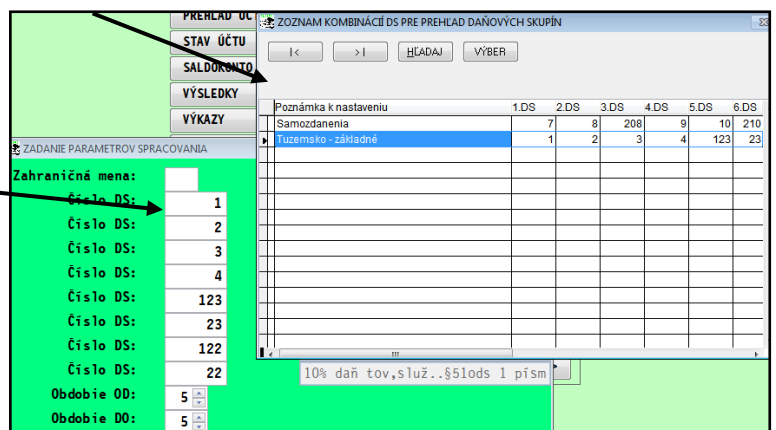 PREHĽAD ÚČ
STAV ÚČTU
SALDOKONTO
VÝSLEDKY
VÝKAZY
ZOZNAM KOMBINÁCIÍ DS PRE PREHĽAD DAŇOVÝCH SKUPÍN
|< >| HĽADAJ VÝBER
Poznámka k nastaveniu 1.DS 2.DS 3.DS 4.DS 5.DS 6.DS
Samozdanenia 7 8 208 9 10 210
Tuzemsko - základné 1 2 3 4 123 23
ZADANIE PARAMETROV SPRACOVANIA
Zahraničná mena:
Číslo DS: 1
Číslo DS: 2
Číslo DS: 3
Číslo DS: 4
Číslo DS: 123
Číslo DS: 23
Číslo DS: 122
Číslo DS: 22
10% daň tov,služ..§51ods 1 písm
Obdobie OD: 5
Obdobie DO: 5